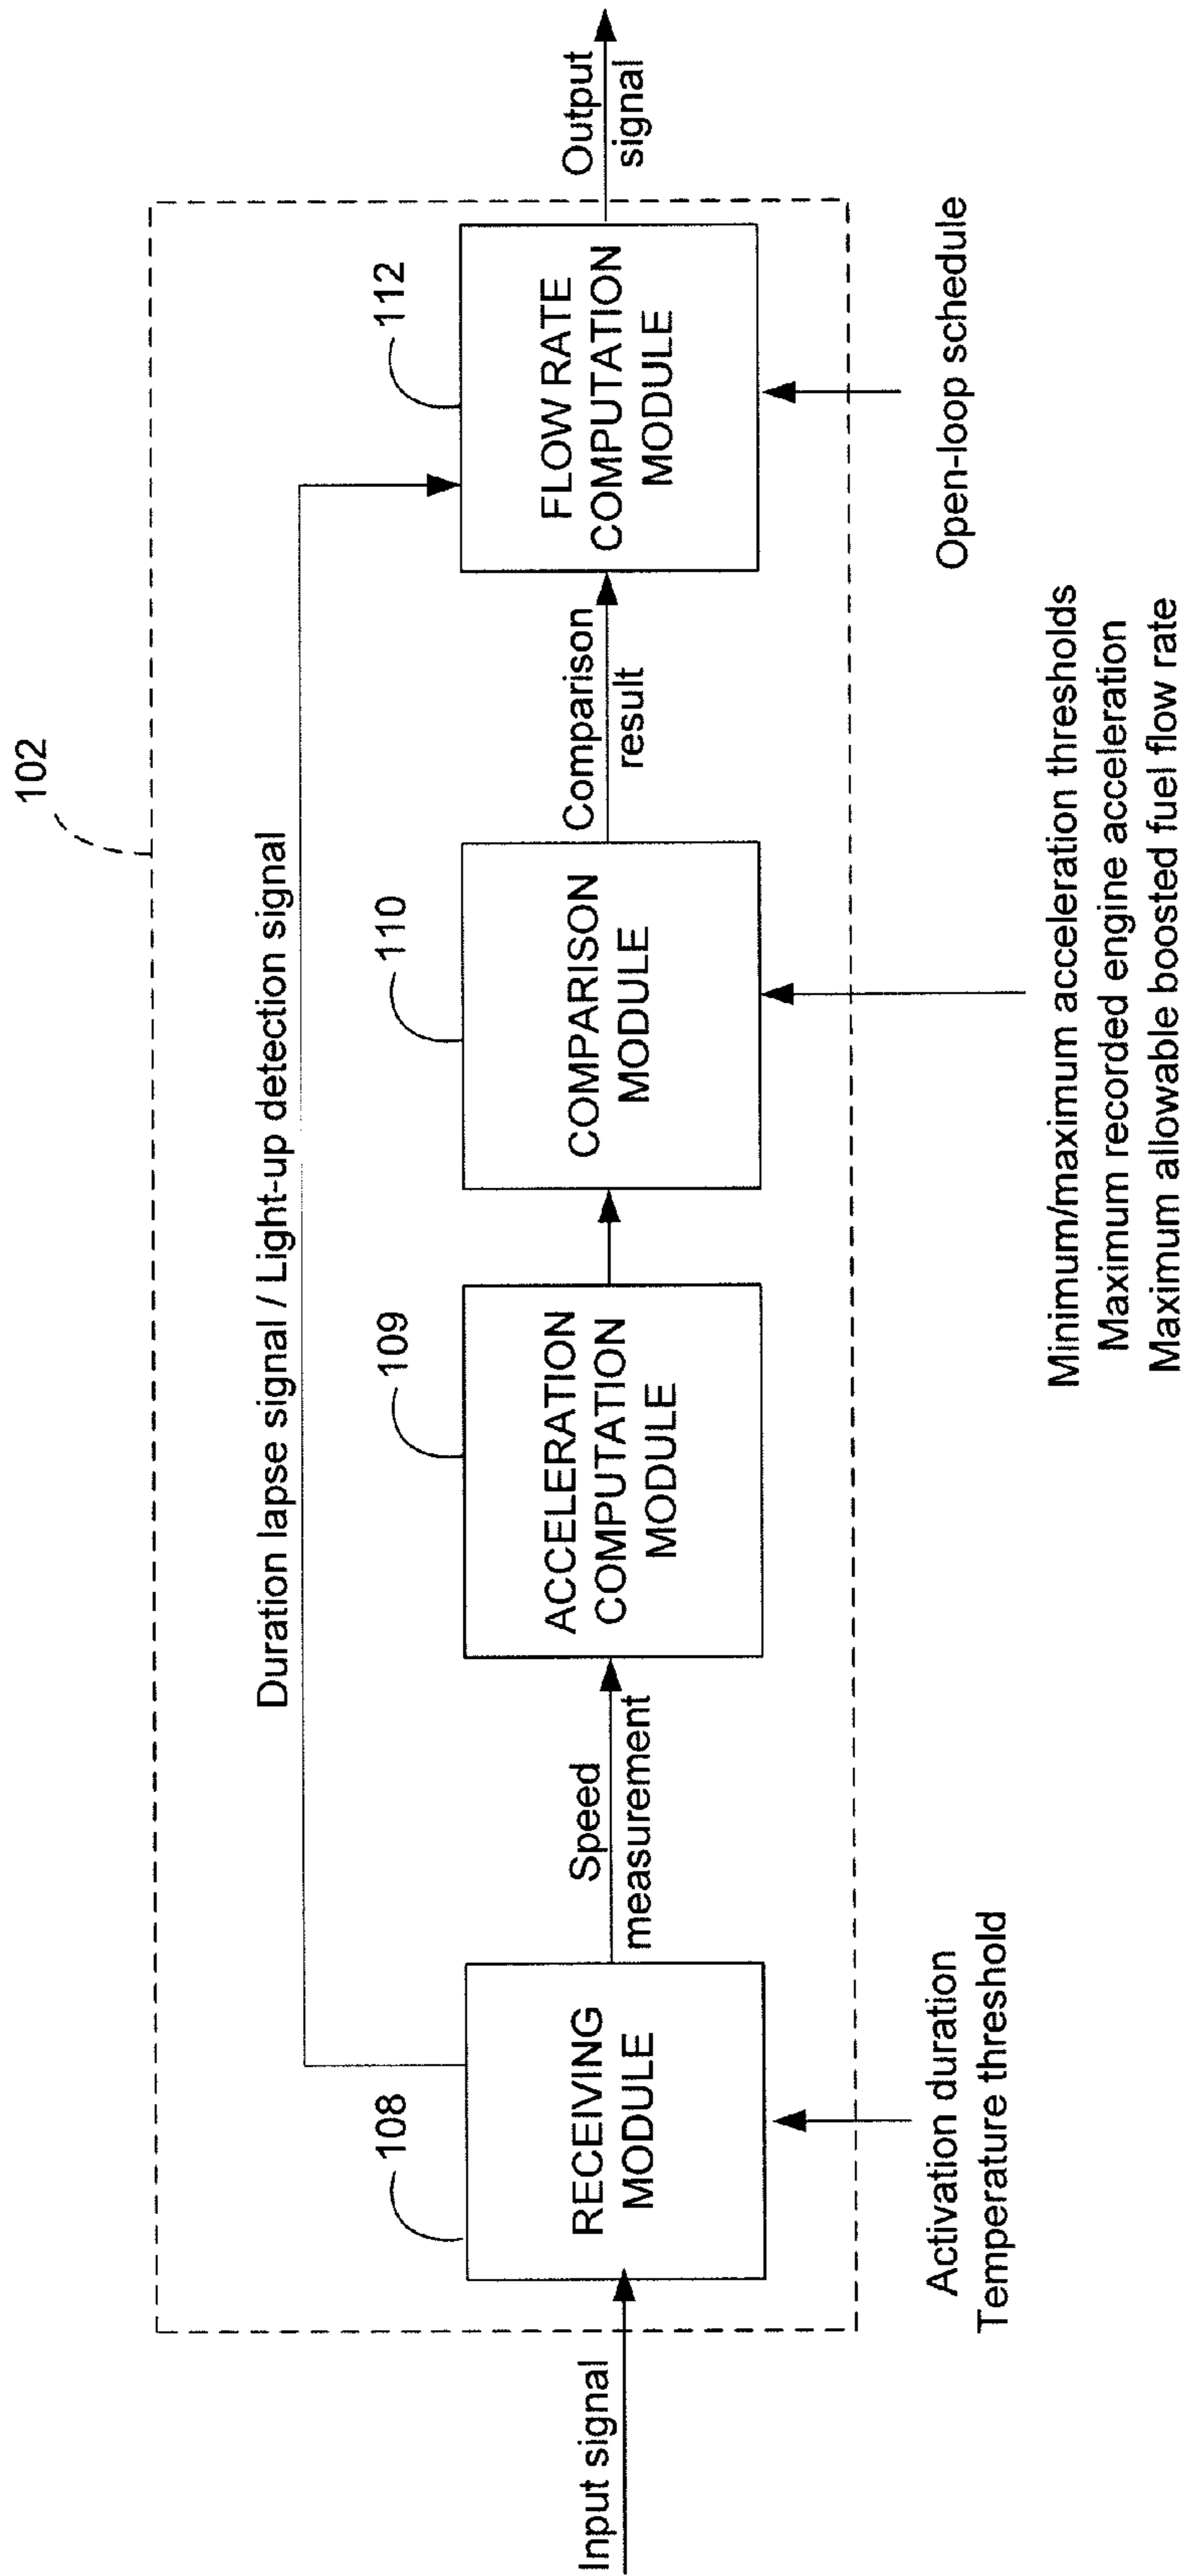 102
Duration lapse signal / Light-up detection signal
108
109
110
112
Input signal
RECEIVING
MODULE
Speed
measurement
ACCELERATION
COMPUTATION
MODULE
COMPARISON
MODULE
Comparison
result
FLOW RATE
COMPUTATION
MODULE
Output
signal
Activation duration
Temperature threshold
Minimum/maximum acceleration thresholds
Maximum recorded engine acceleration
Maximum allowable boosted fuel flow rate
Open-loop schedule